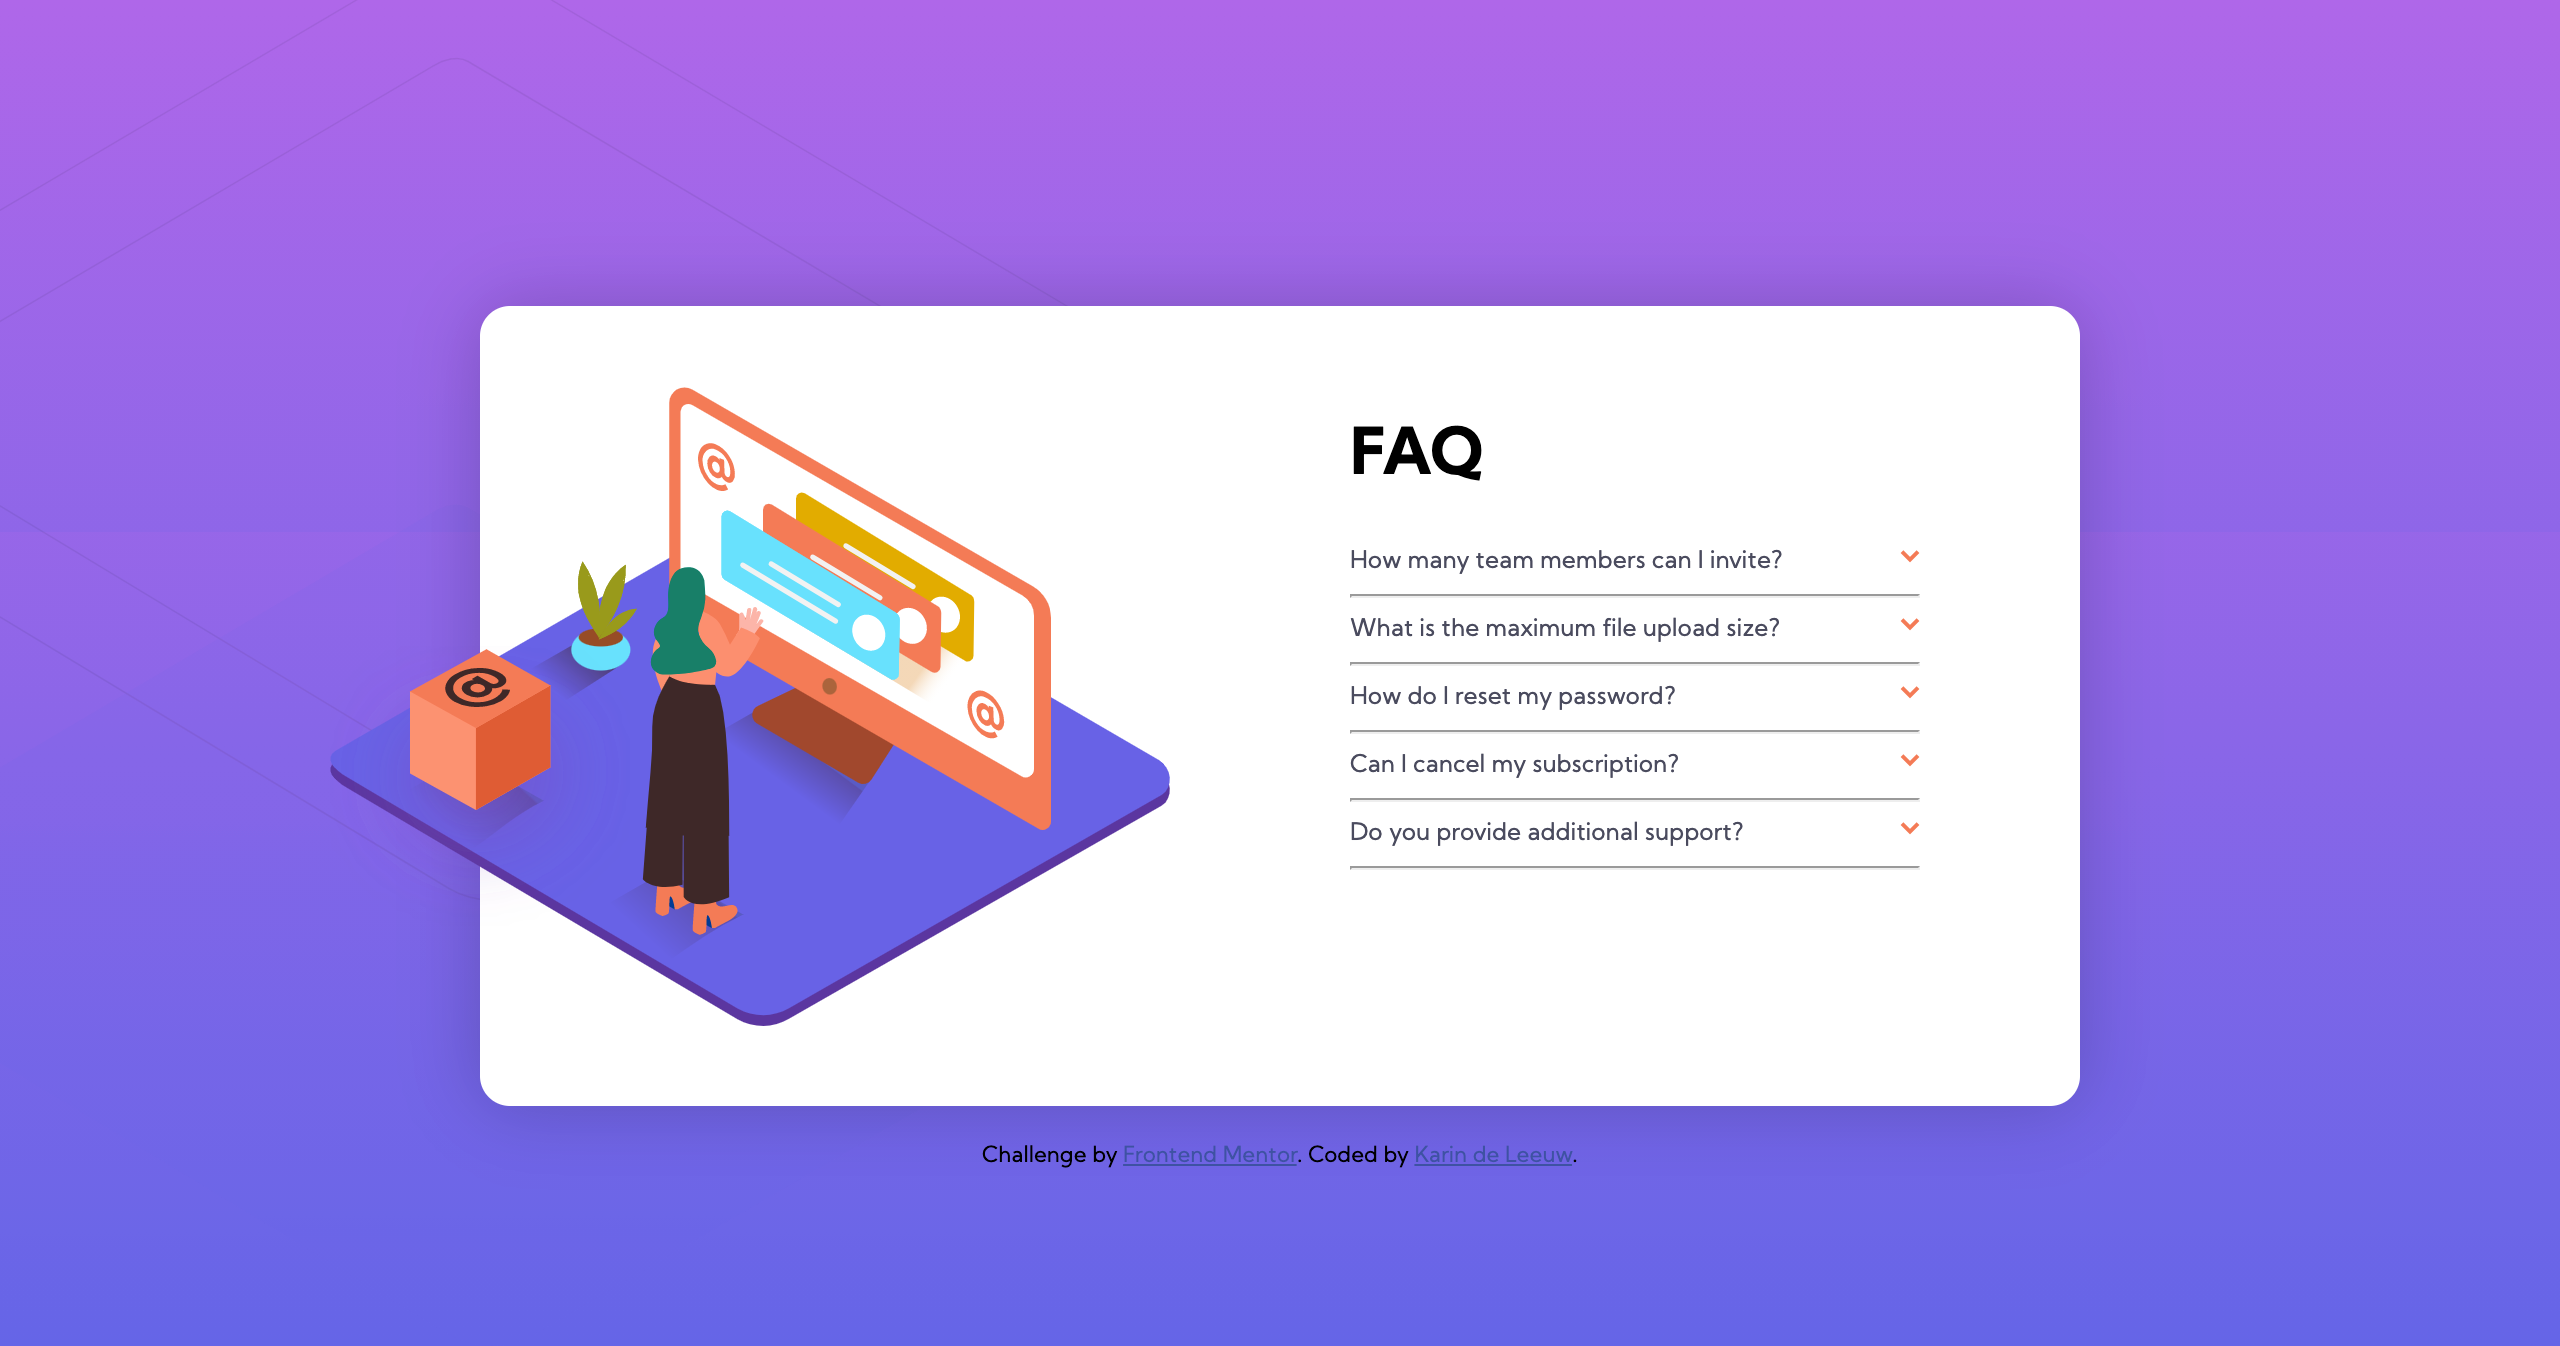 @
@
@
FAQ
How many team members can I invite?
What is the maximum file upload size?
How do I reset my password?
Can I cancel my subscription?
Do you provide additional support?
Challenge by Frontend Mentor. Coded by Karin de Leeuw.